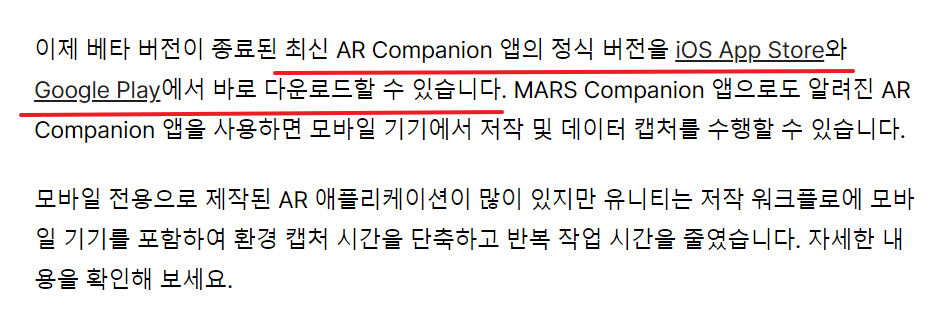 이제 베타 버전이 종료된 최신 AR Companion 앱의 정식 버전을 iOS App Store와
Google Play에서 바로 다운로드할 수 있습니다. MARS Companion 앱으로도 알려진 AR
Companion 앱을 사용하면 모바일 기기에서 저작 및 데이터 캡처를 수행할 수 있습니다.
모바일 전용으로 제작된 AR 애플리케이션이 많이 있지만 유니티는 저작 워크플로에 모바
일 기기를 포함하여 환경 캡처 시간을 단축하고 반복 작업 시간을 줄였습니다. 자세한 내
용을 확인해 보세요.